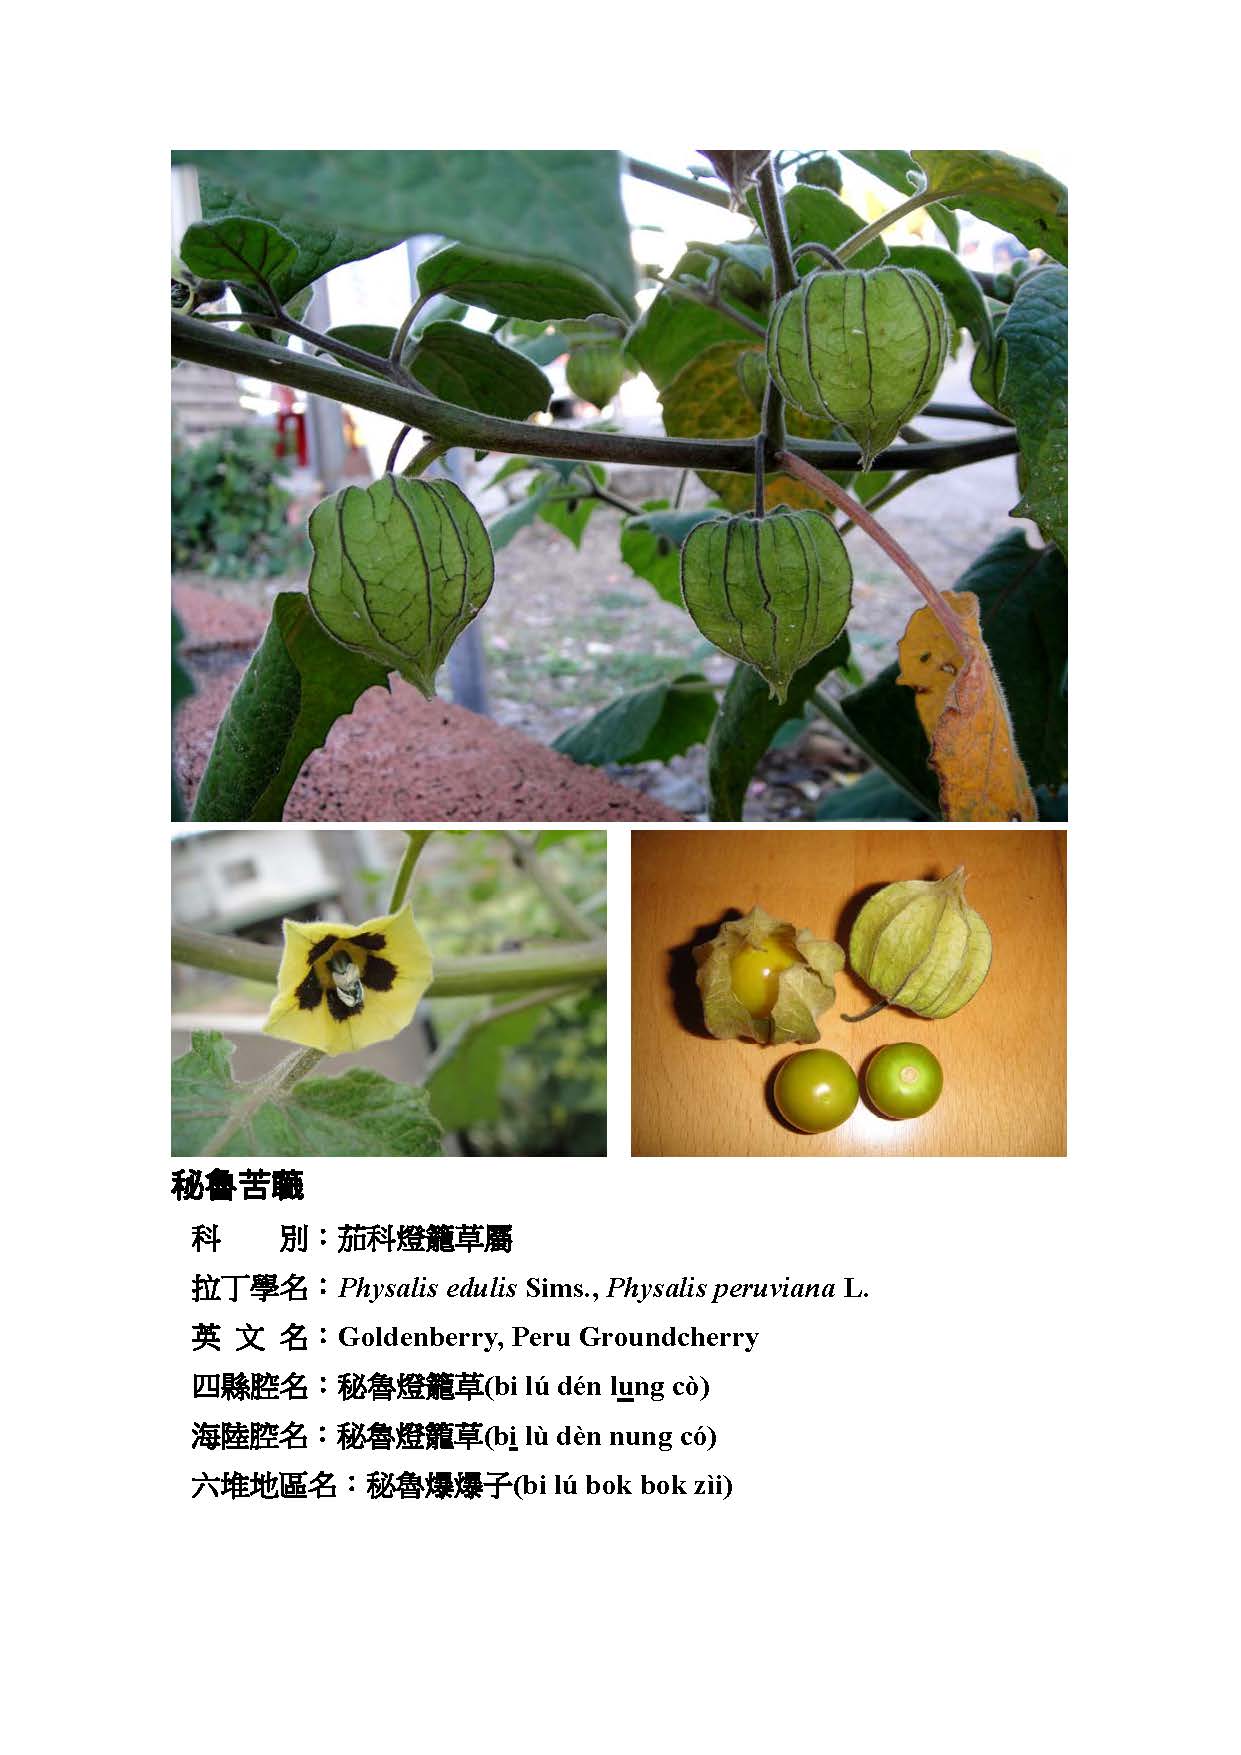 秘魯苦蘵
科　　別：茄科燈籠草屬
拉丁學名：Physalis edulis Sims., Physalis peruviana L.
英 文 名：Goldenberry, Peru Groundcherry
四縣腔名：秘魯燈籠草(bi lú dén lung cò)
海陸腔名：秘魯燈籠草(bi lù dèn nung có)
六堆地區名：秘魯爆爆子(bi lú bok bok zìi)